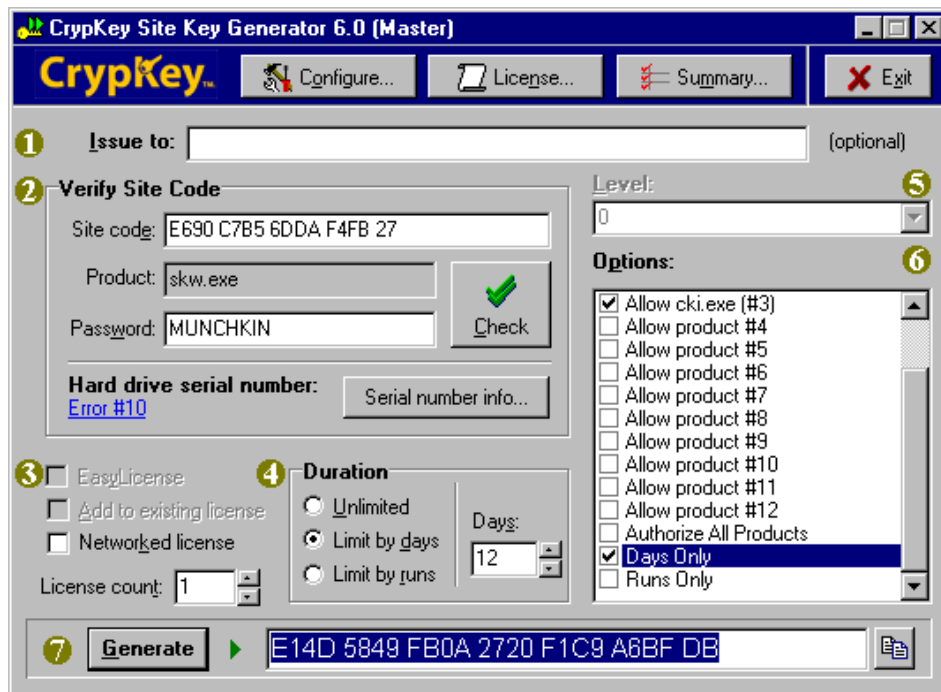 CrypKey Site Key Generator 6.0 (Master)
CrypKey™ Configure... License... Summary... Exit
1 Issue to: (optional)
2 Verify Site Code
Site code: E690 C7B5 6DDA F4FB 27
Product: skw.exe
Password: MUNCHKIN
Check
Hard drive serial number:
Error #10
Serial number info...
3 EasyLicense
Add to existing license
Networked license
License count: 1
4 Duration
Unlimited
Limit by days
Limit by runs
Days:
12
Level: 5
0
Options: 6
Allow cki.exe (#3)
Allow product #4
Allow product #5
Allow product #6
Allow product #7
Allow product #8
Allow product #9
Allow product #10
Allow product #11
Allow product #12
Authorize All Products
Days Only
Runs Only
7 Generate E14D 5849 FB0A 2720 F1C9 A6BF DB